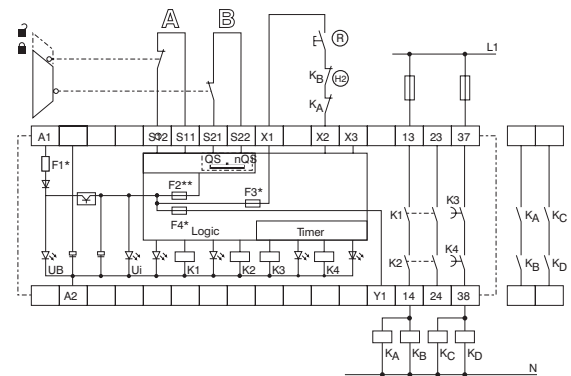 A B
R
L1
KB H2
KA
A1 S12 S11 S21 S22 X1 X2 X3 13 23 37
QS nQS
F1*
F2**
F3*
K3
K1
KA KC
F4*
Logic Timer
K4
K2
UB Ui K1 K2 K3 K4
KB KD
A2 Y1 14 24 38
KA KB KC KD
N